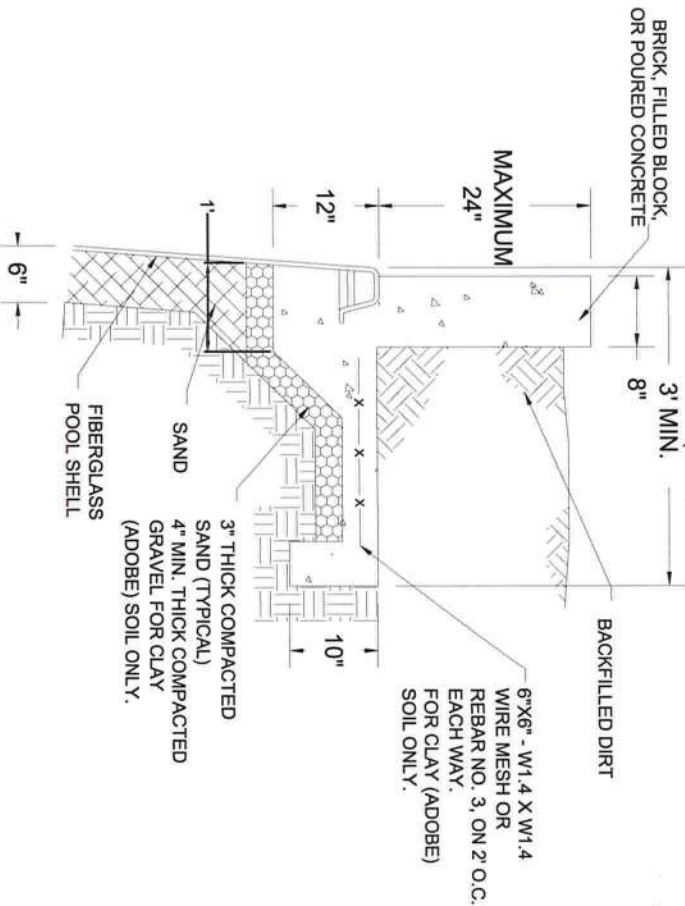 BRICK, FILLED BLOCK,
OR POURED CONCRETE
MAXIMUM
24"
12"
1'
6"
3' MIN.
8"
BACKFILLED DIRT
6"X6" - W1.4 X W1.4
WIRE MESH OR
REBAR NO. 3, ON 2' O.C.
EACH WAY.
FOR CLAY (ADOBE)
SOIL ONLY.
X X X
10"
3" THICK COMPACTED
SAND (TYPICAL)
4" MIN. THICK COMPACTED
GRAVEL FOR CLAY
(ADOBE) SOIL ONLY.
SAND
FIBERGLASS
POOL SHELL